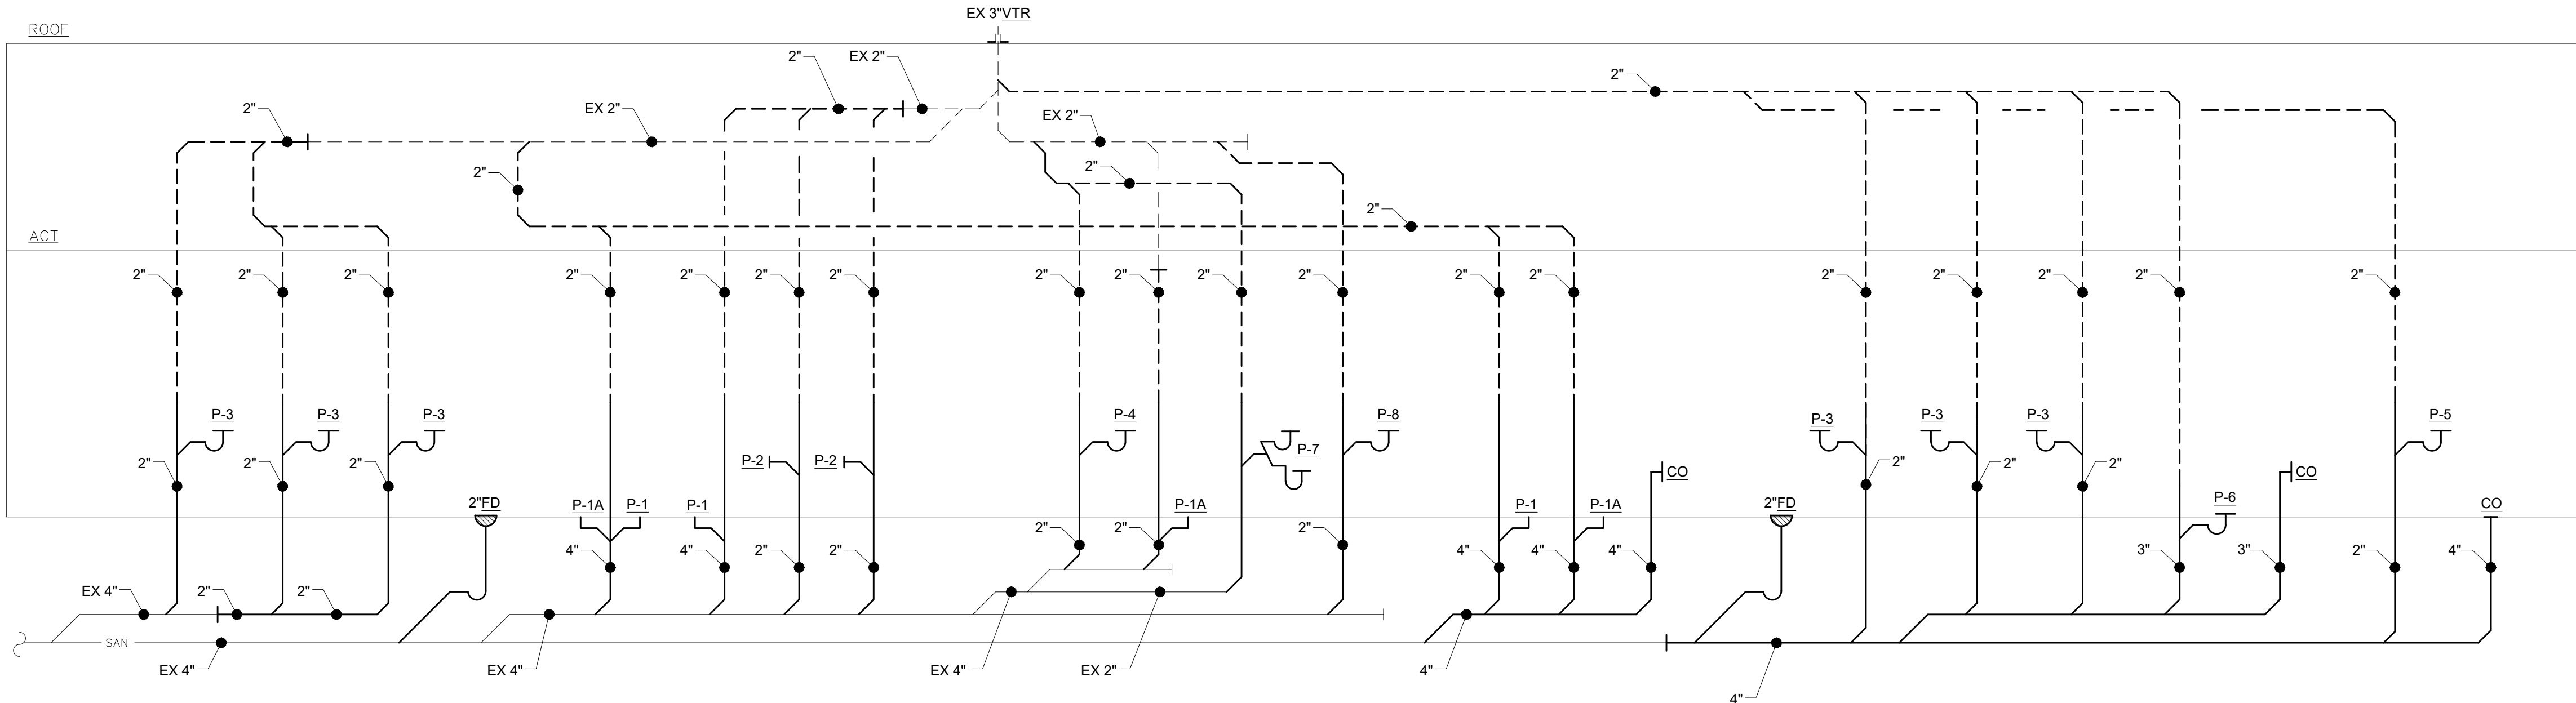 EX 3"VTR
ROOF
2" EX 2"
2"
2" EX 2" EX 2"
2" 2"
2"
ACT
2" 2" 2" 2" 2" 2" 2" 2" 2" 2" 2" 2" 2" 2" 2" 2" 2" 2"
P-3 P-3 P-3 P-4 P-8 P-3 P-3 P-3 P-5
P-7
2" 2" 2" P-2 P-2 2" 2" 2"
CO CO
2"FD P-1A P-1 P-1 P-1A P-1 P-1A 2"FD P-6 CO
2" 2" 2"
4" 4" 2" 2" 4" 4" 4" 3" 3" 2" 4"
EX 4" 2" 2"
SAN
EX 4" EX 4" EX 4" EX 2" 4"
4"